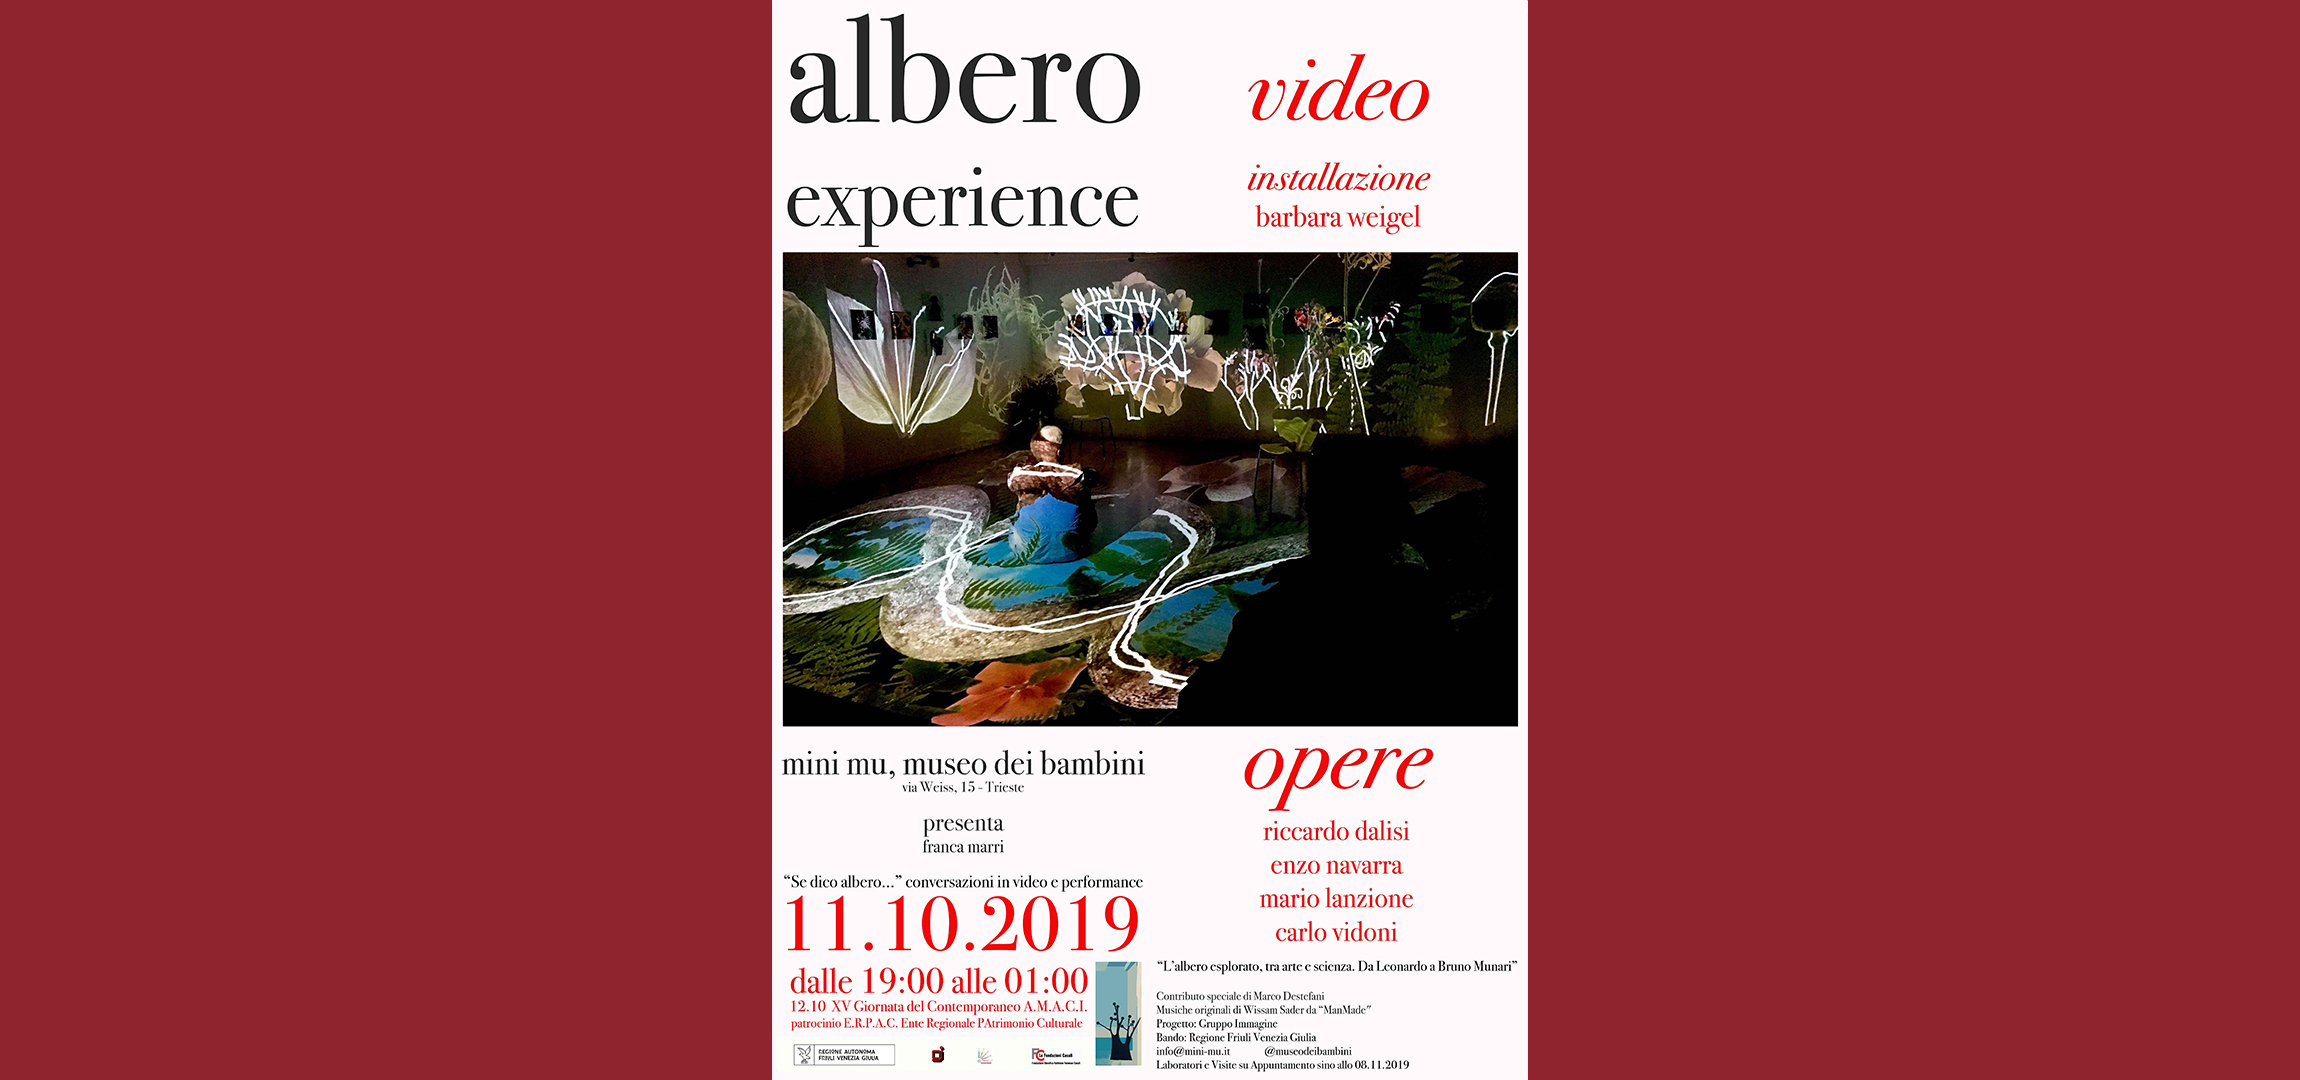 albero
experience
video
installazione
barbara weigel
mini mu, museo dei bambini
via Weiss, 15 - Trieste
presenta
franca marri
“Se dico albero...” conversazioni in video e performance
11.10.2019
dalle 19:00 alle 01:00
12.10 XV Giornata del Contemporaneo A.M.A.C.I.
patrocinio E.R.P.A.C. Ente Regionale PAtrimonio Culturale
REGIONE AUTONOMA
FRIULI VENEZIA GIULIA
Le Fondazioni Casali
opere
riccardo dalisi
enzo navarra
mario lanzione
carlo vidoni
“L’albero esplorato, tra arte e scienza. Da Leonardo a Bruno Munari”
Contributo speciale di Marco Destefani
Musiche originali di Wissam Sader da “ManMade”
Progetto: Gruppo Immagine
Bando: Regione Friuli Venezia Giulia
info@mini-mu.it @museodeibambini
Laboratori e Visite su Appuntamento sino allo 08.11.2019